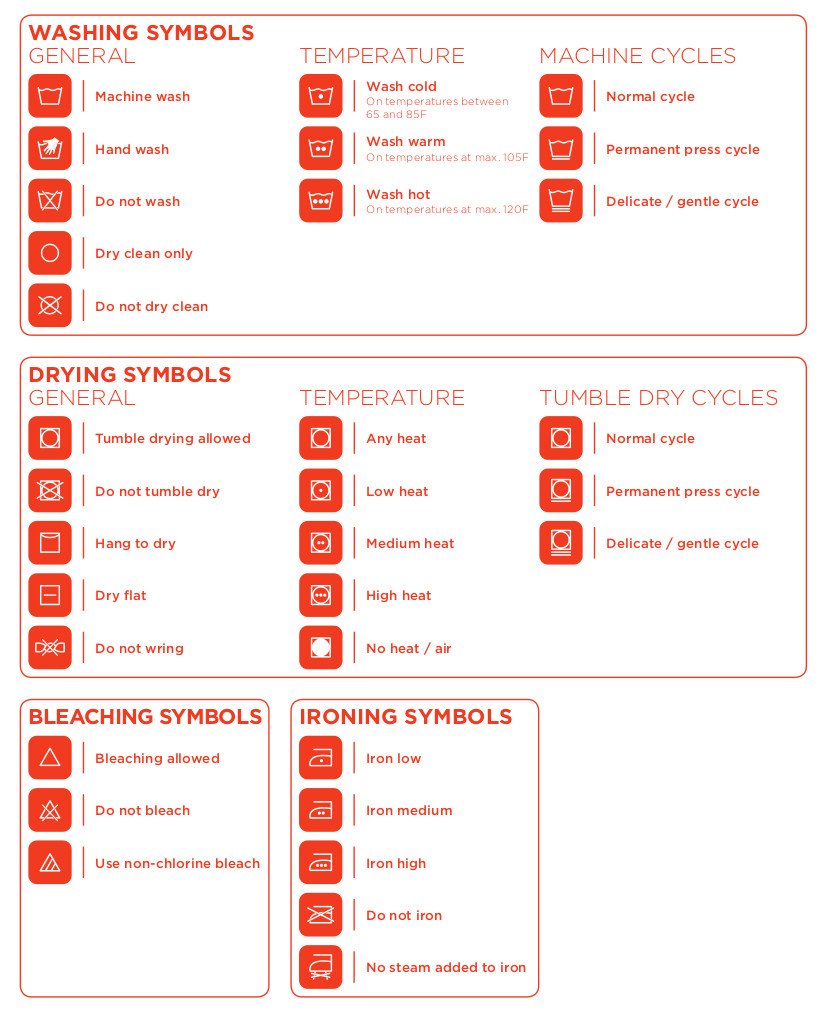 WASHING SYMBOLS
GENERAL
Machine wash
Hand wash
Do not wash
Dry clean only
Do not dry clean
TEMPERATURE
Wash cold
On temperatures between
65 and 85F
Wash warm
On temperatures at max. 105F
Wash hot
On temperatures at max. 120F
MACHINE CYCLES
Normal cycle
Permanent press cycle
Delicate / gentle cycle
DRYING SYMBOLS
GENERAL
Tumble drying allowed
Do not tumble dry
Hang to dry
Dry flat
Do not wring
TEMPERATURE
Any heat
Low heat
Medium heat
High heat
No heat / air
TUMBLE DRY CYCLES
Normal cycle
Permanent press cycle
Delicate / gentle cycle
BLEACHING SYMBOLS
Bleaching allowed
Do not bleach
Use non-chlorine bleach
IRONING SYMBOLS
Iron low
Iron medium
Iron high
Do not iron
No steam added to iron